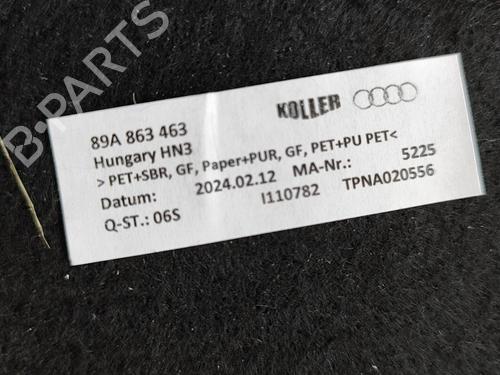 B-PARTS
KOLLER
89A 863 463
Hungary HN3
> PET+SBR, GF, Paper+PUR, GF, PET+PU PET<
Datum: 2024.02.12 MA-Nr.: 5225
Q-ST.: 06S I110782 TPNA020556